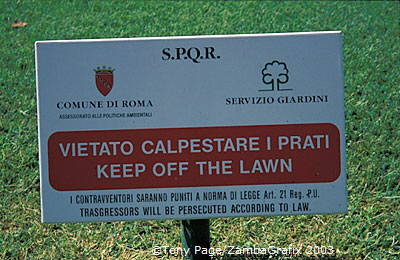 S.P.Q.R.
COMUNE DI ROMA
ASSESSORATO ALLE POLITICHE AMBIENTALI
SERVIZIO GIARDINI
VIETATO CALPESTARE I PRATI
KEEP OFF THE LAWN
I CONTRAVVENTORI SARANNO PUNITI A NORMA DI LEGGE Art. 21 Reg. P.U.
TRASGRESSORS WILL BE PERSECUTED ACCORDING TO LAW.
©Tony Page/ZambaGrafix 2003